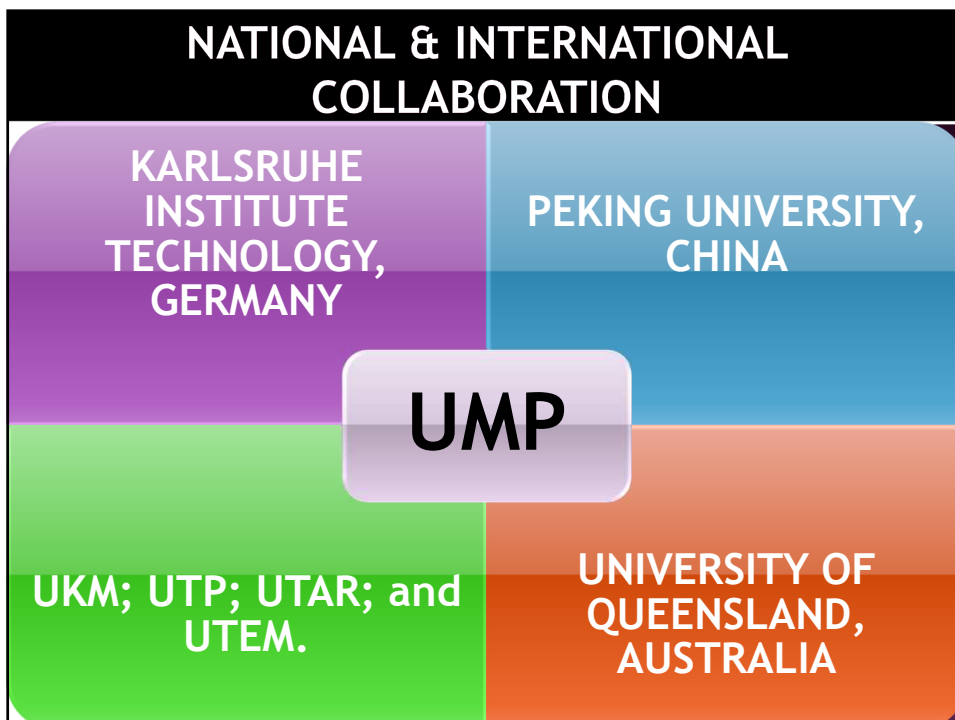 NATIONAL & INTERNATIONAL
COLLABORATION
KARLSRUHE
INSTITUTE
TECHNOLOGY,
GERMANY
PEKING UNIVERSITY,
CHINA
UMP
UKM; UTP; UTAR; and
UTEM.
UNIVERSITY OF
QUEENSLAND,
AUSTRALIA